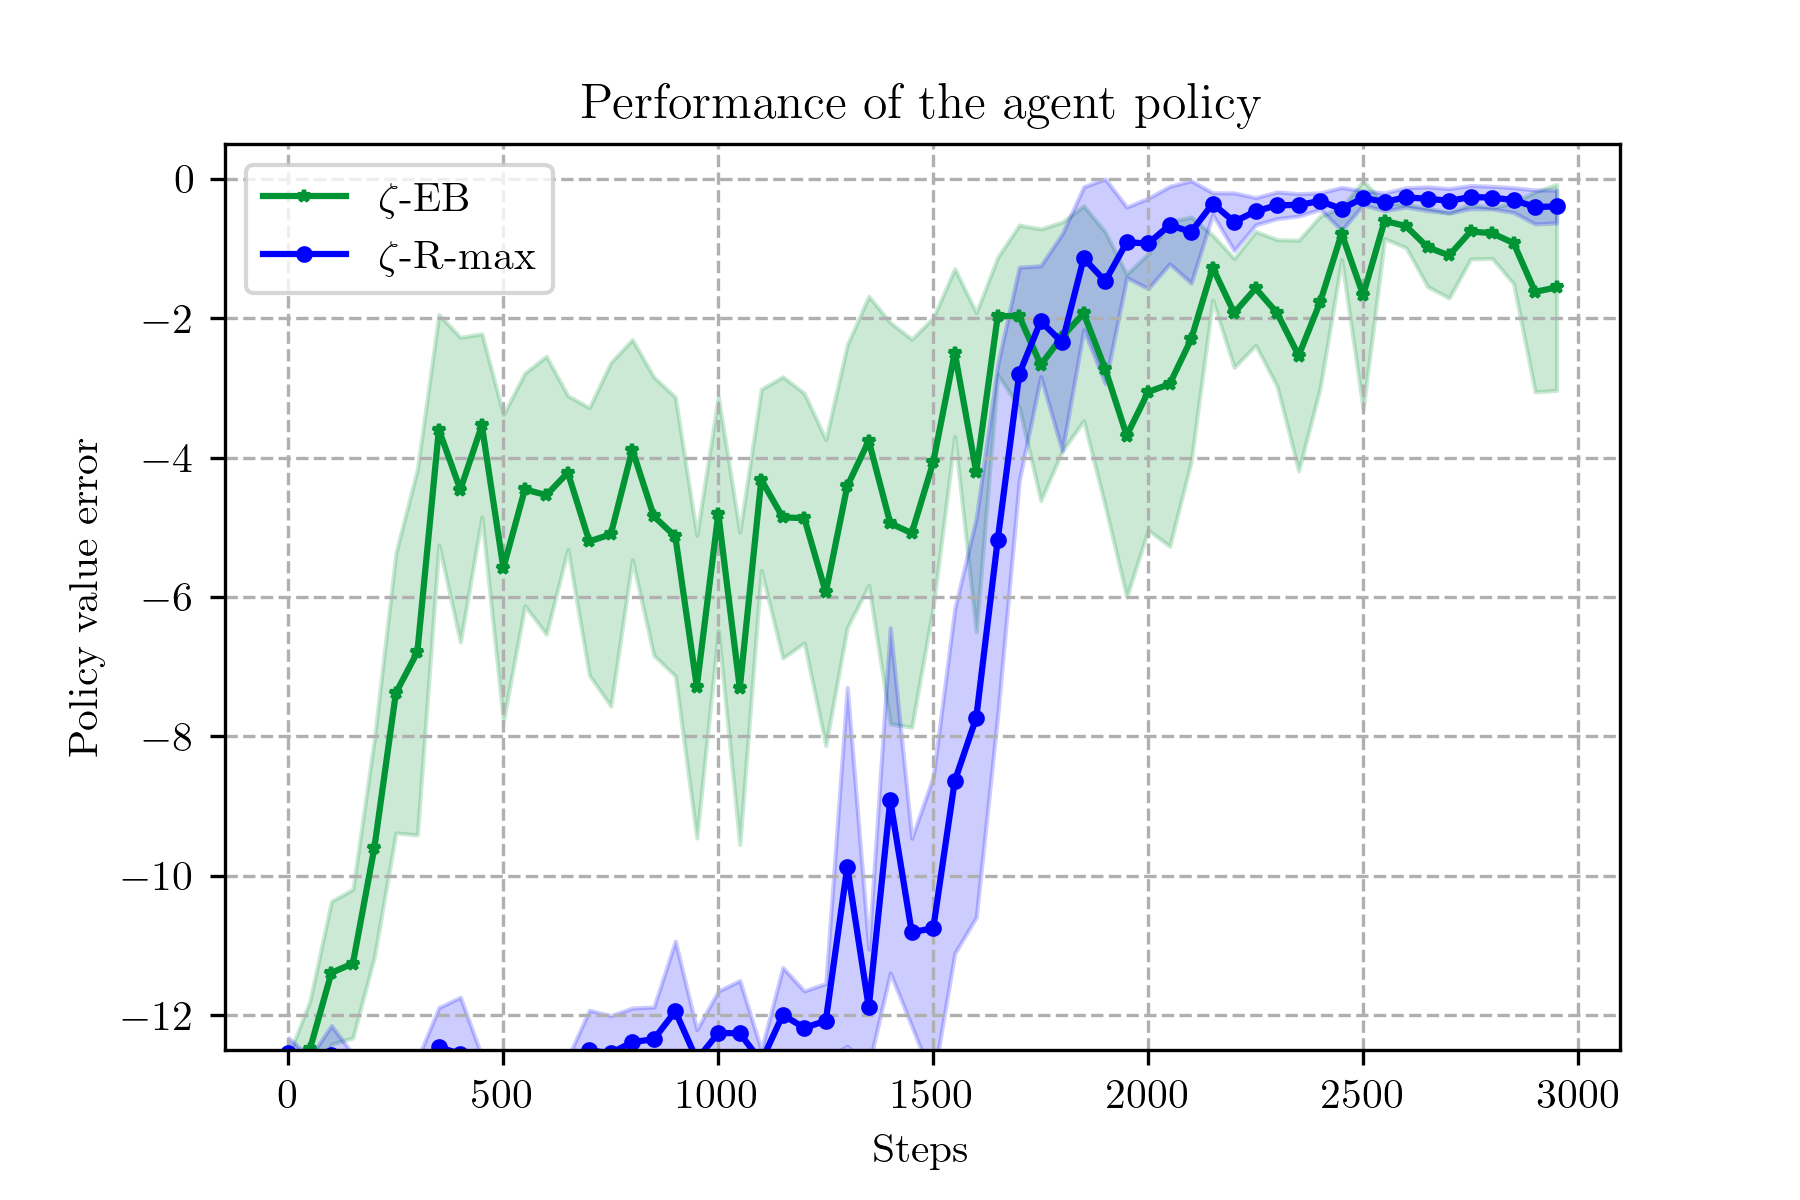 Performance of the agent policy
ζ-EB
ζ-R-max
0
−2
−4
−6
−8
−10
−12
Policy value error
0 500 1000 1500 2000 2500 3000
Steps